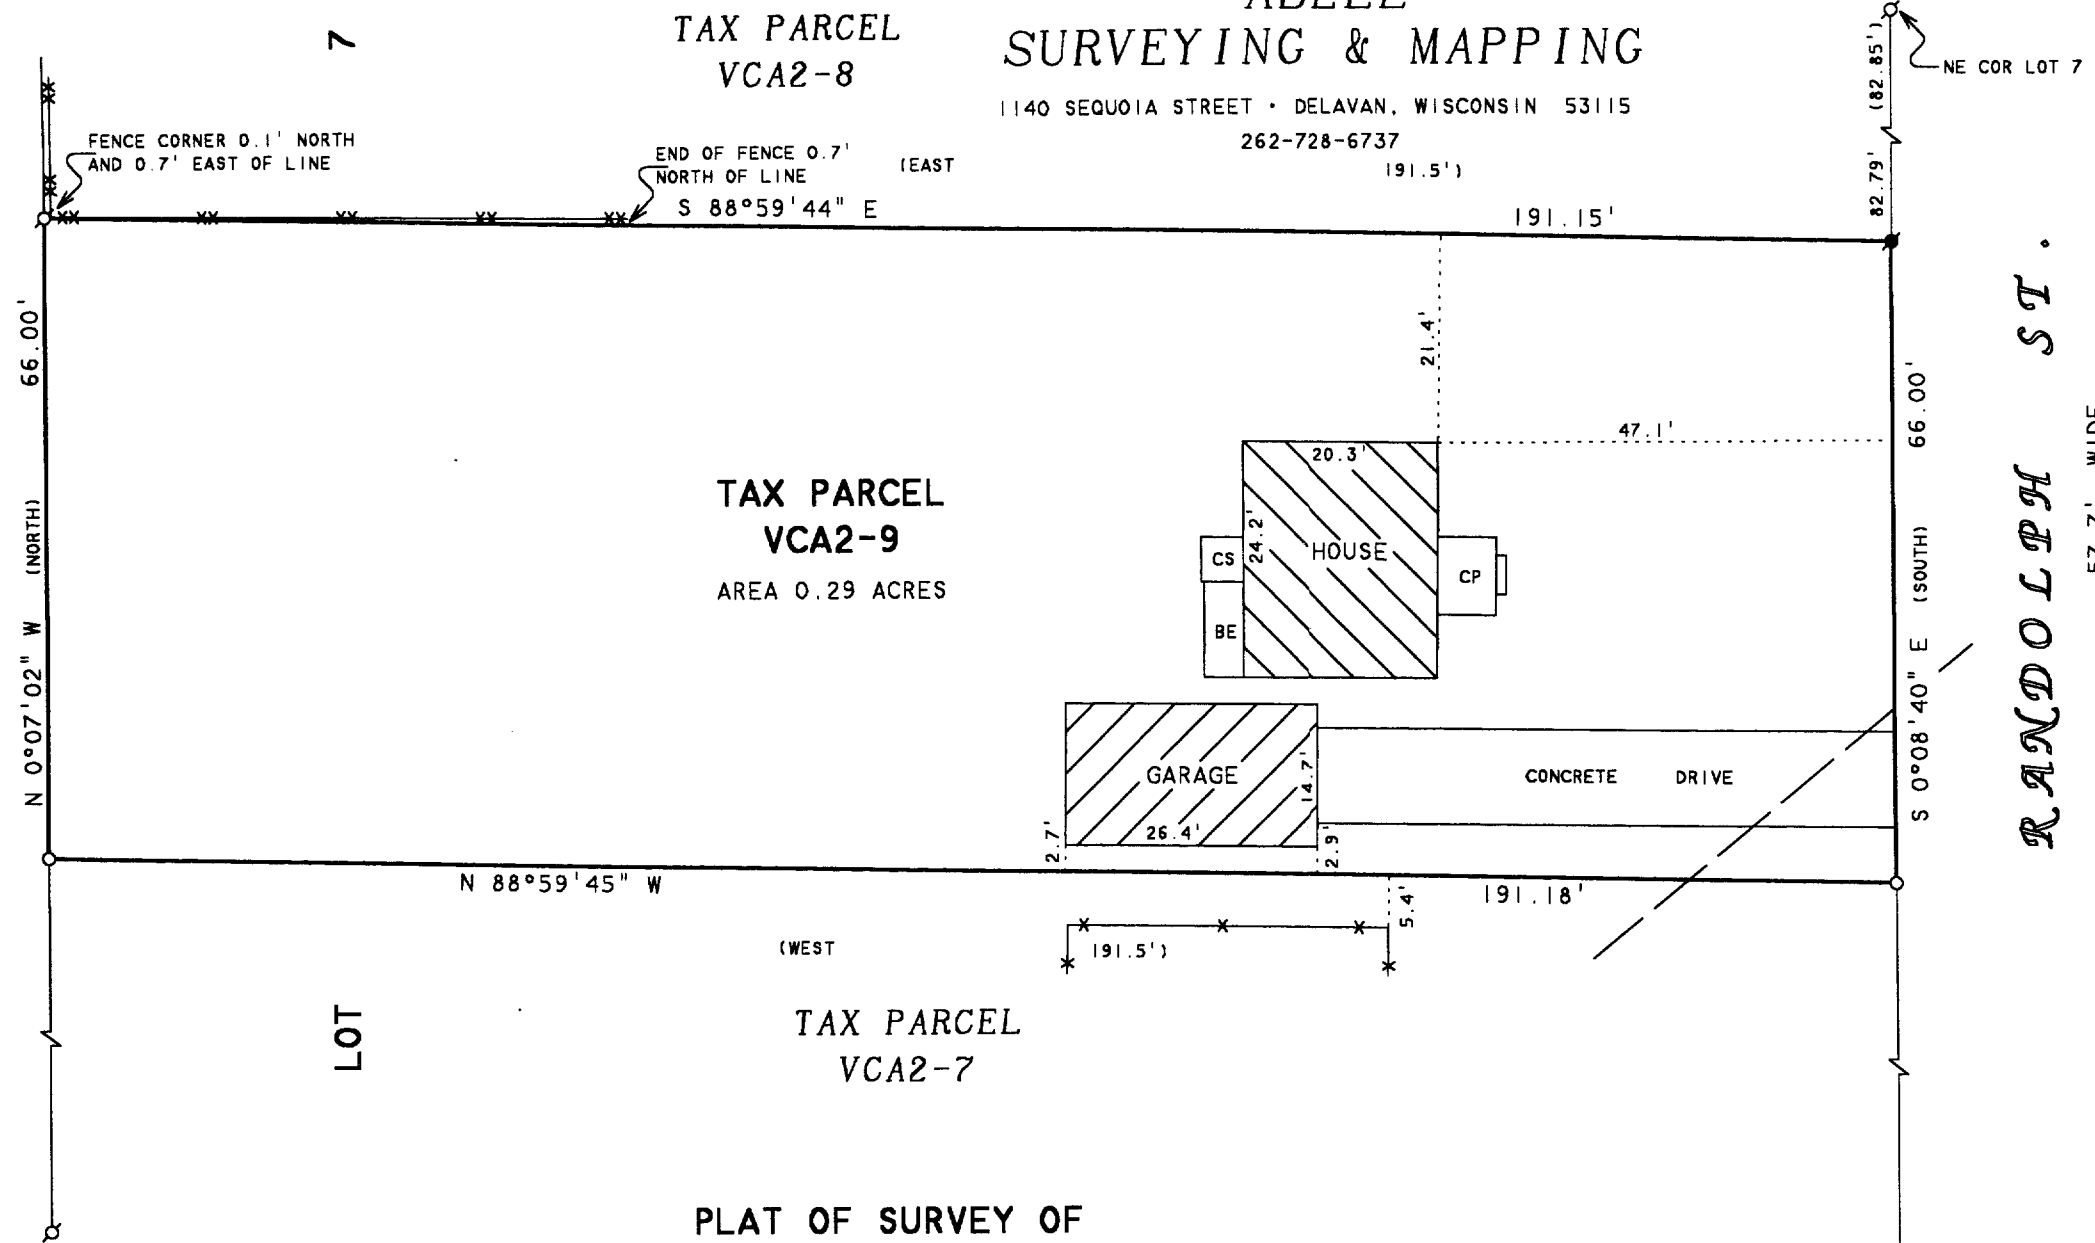 7
TAX PARCEL
VCA2-8
SURVEYING & MAPPING
1140 SEQUOIA STREET • DELAVAN, WISCONSIN 53115
262-728-6737
(82.85')
NE COR LOT 7
82.79'
FENCE CORNER 0.1' NORTH
AND 0.7' EAST OF LINE
END OF FENCE 0.7'
NORTH OF LINE
(EAST
191.5')
S 88°59'44" E
191.15'
66.00'
(NORTH)
N 0°07'02" W
21.4'
47.1'
20.3'
24.2'
HOUSE
CS
BE
CP
TAX PARCEL
VCA2-9
AREA 0.29 ACRES
66.00'
(SOUTH)
S 0°08'40" E
RANDOLPH ST.
GARAGE
14.7'
26.4'
2.7'
2.9'
CONCRETE DRIVE
N 88°59'45" W
191.18'
5.4'
(WEST
191.5')
LOT
TAX PARCEL
VCA2-7
PLAT OF SURVEY OF